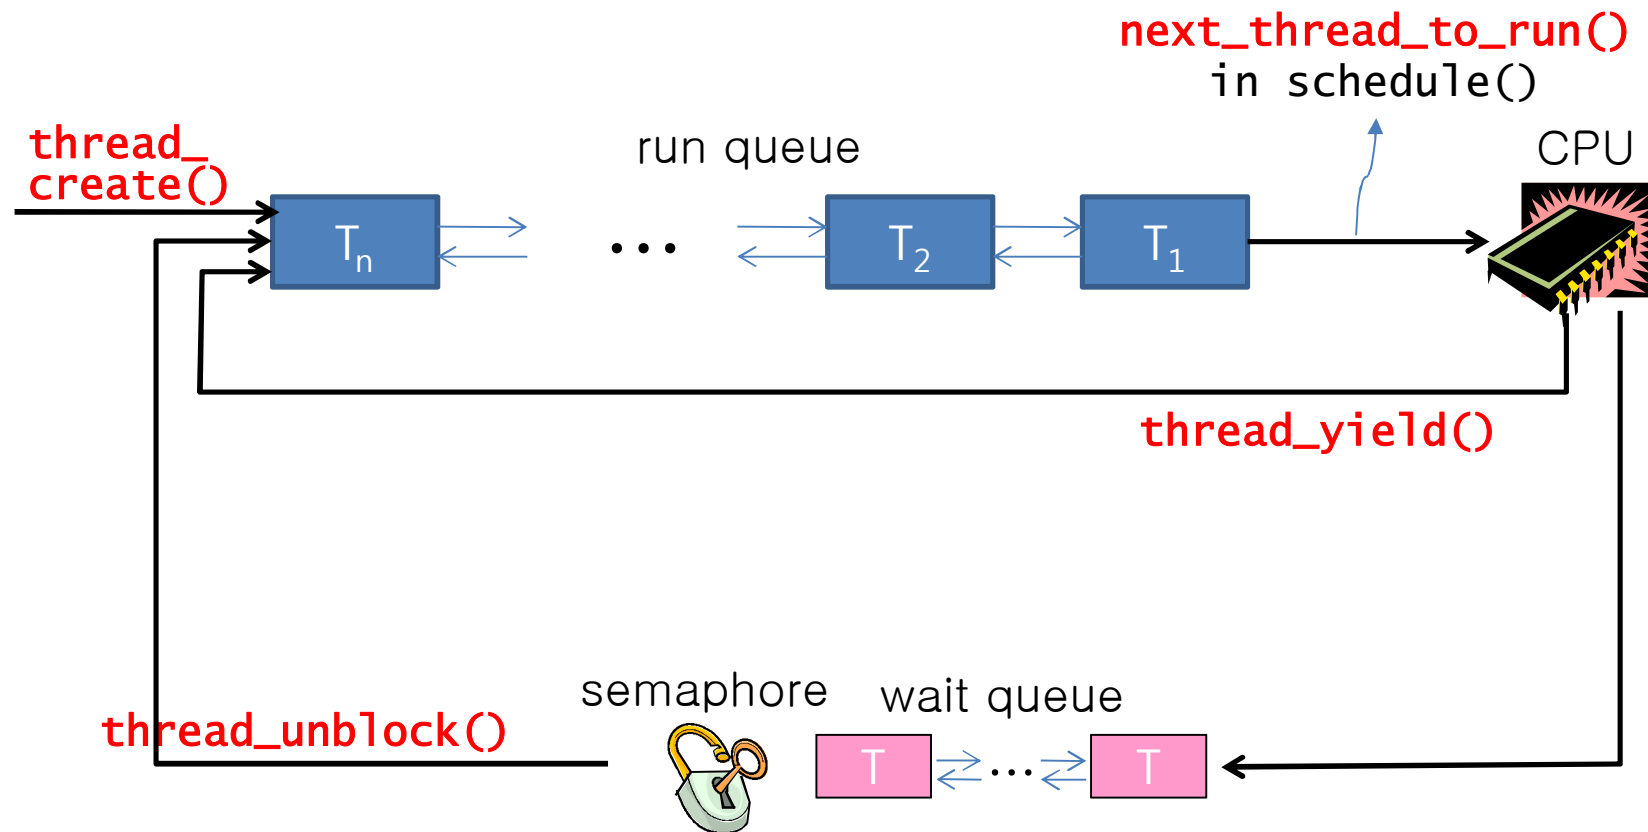 next_thread_to_run()
in schedule()
thread_
create()
run queue
CPU
Tn
...
T2
T1
thread_yield()
semaphore
wait queue
thread_unblock()
T
...
T